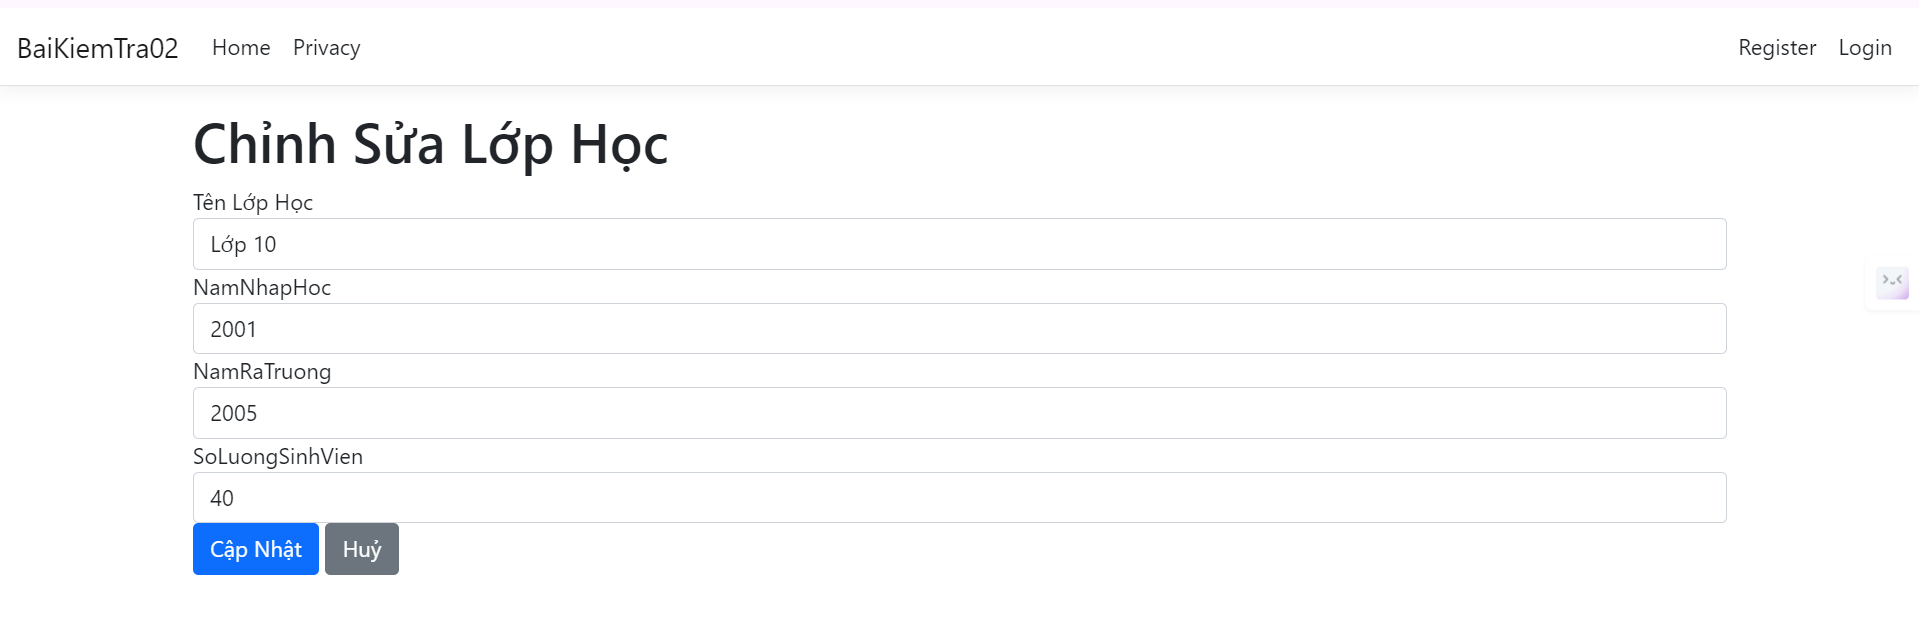 BaiKiemTra02 Home Privacy Register Login
Chỉnh Sửa Lớp Học
Tên Lớp Học
Lớp 10
NamNhapHoc
2001
NamRaTruong
2005
SoLuongSinhVien
40
Cập Nhật Huỷ